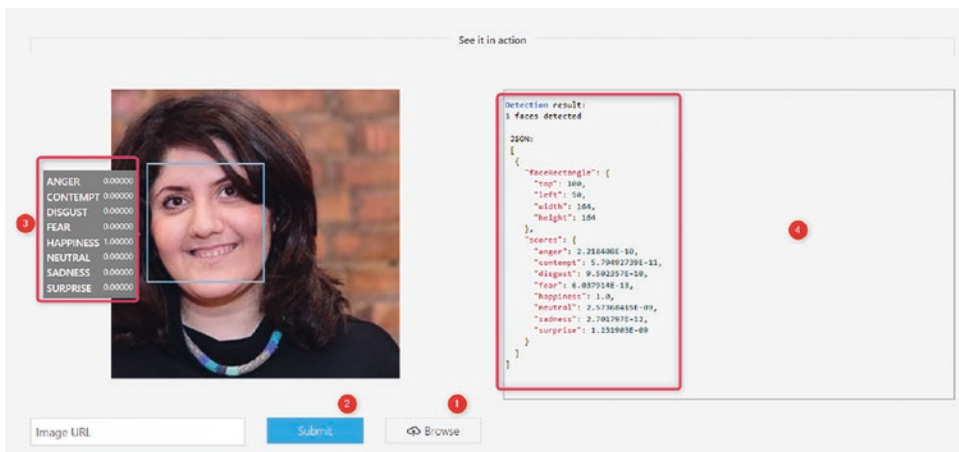 See it in action
3
ANGER 0.00000
CONTEMPT 0.00000
DISGUST 0.00000
FEAR 0.00000
HAPPINESS 1.00000
NEUTRAL 0.00000
SADNESS 0.00000
SURPRISE 0.00000
Detection result:
1 faces detected
JSON:
[
{
"faceRectangle": {
"top": 100,
"left": 50,
"width": 164,
"height": 164
},
"scores": {
"anger": 2.218408E-10,
"contempt": 5.79492739E-11,
"disgust": 9.502357E-10,
"fear": 6.037914E-13,
"happiness": 1.0,
"neutral": 2.57368415E-09,
"sadness": 2.701797E-12,
"surprise": 1.231903E-09
}
}
]
4
2
1
Image URL
Submit
Browse